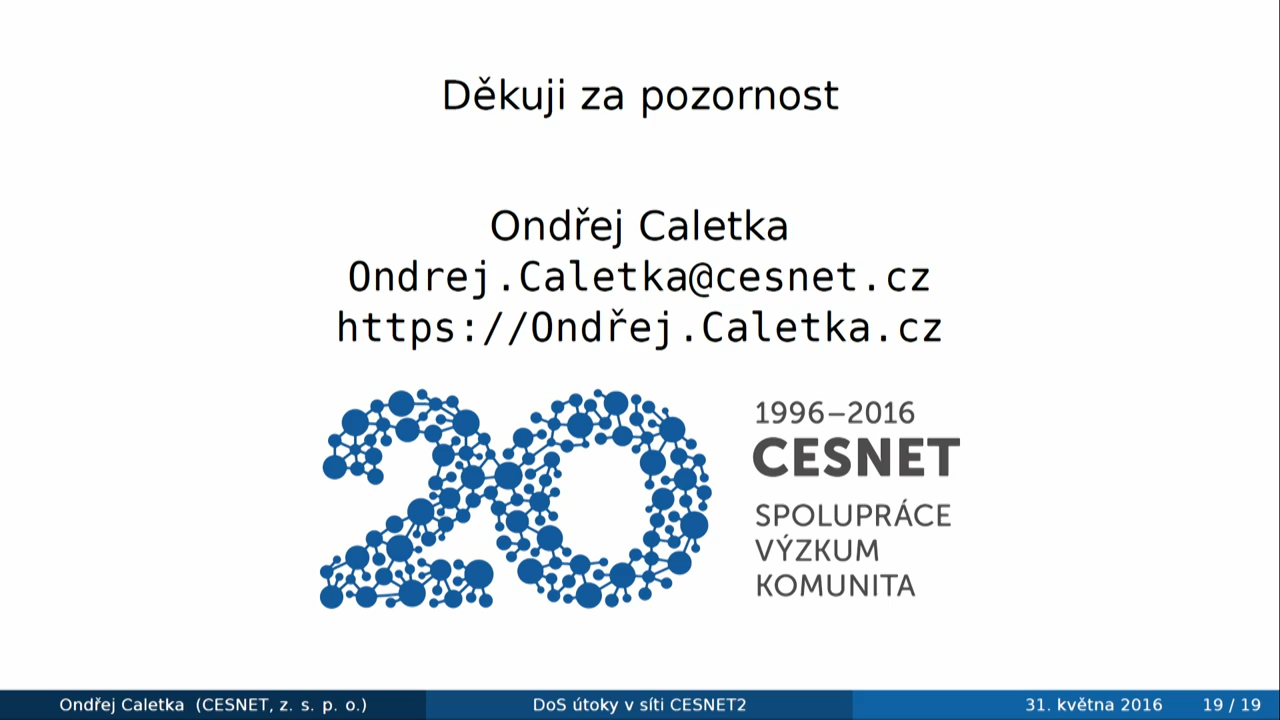 Děkuji za pozornost
Ondřej Caletka
Ondrej.Caletka@cesnet.cz
https://Ondřej.Caletka.cz
20
1996–2016
CESNET
SPOLUPRÁCE
VÝZKUM
KOMUNITA
Ondřej Caletka (CESNET, z. s. p. o.)
DoS útoky v síti CESNET2
31. května 2016
19 / 19